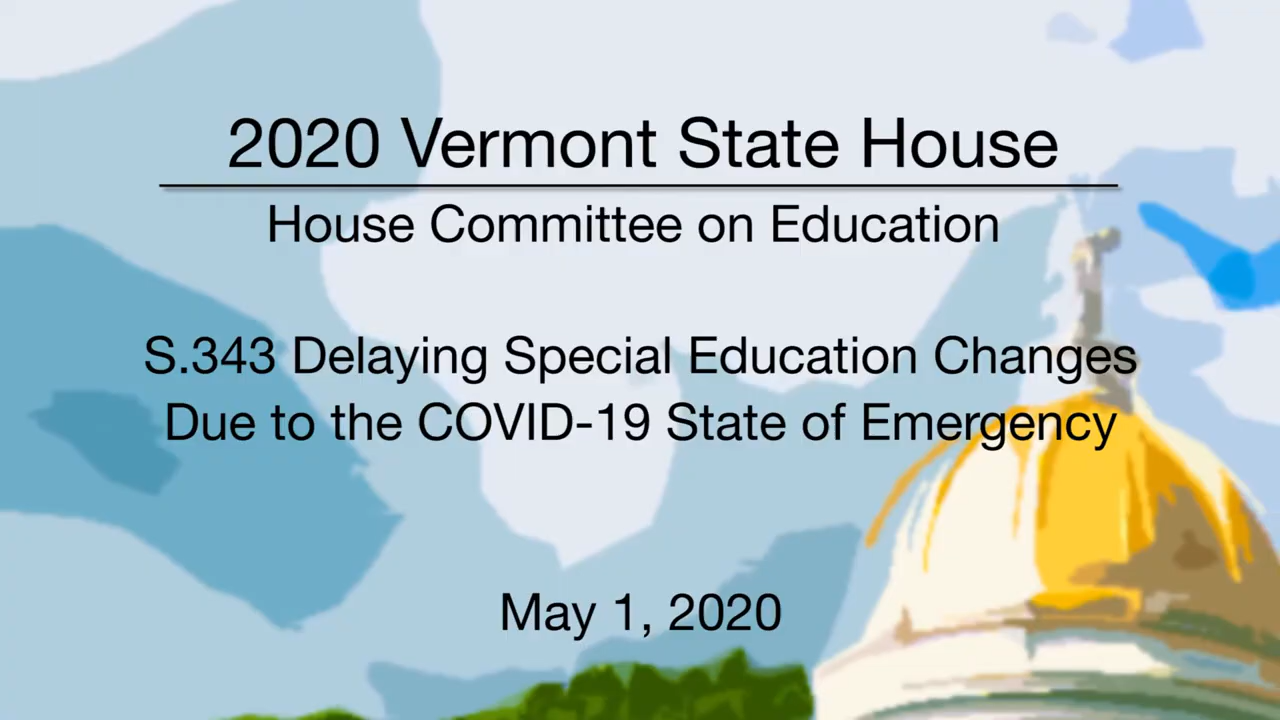 2020 Vermont State House
House Committee on Education
S.343 Delaying Special Education Changes
Due to the COVID-19 State of Emergency
May 1, 2020